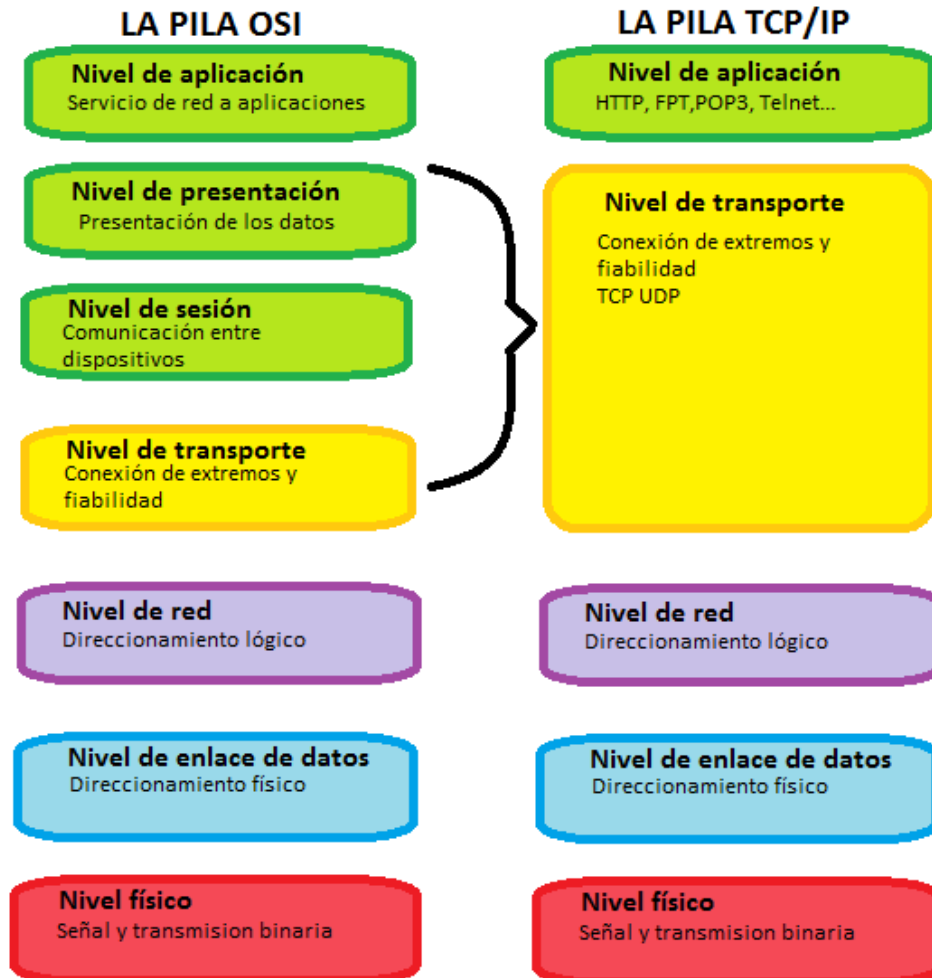 LA PILA OSI
Nivel de aplicación
Servicio de red a aplicaciones
Nivel de presentación
Presentación de los datos
Nivel de sesión
Comunicación entre
dispositivos
Nivel de transporte
Conexión de extremos y
fiabilidad
Nivel de red
Direccionamiento lógico
Nivel de enlace de datos
Direccionamiento físico
Nivel físico
Señal y transmision binaria
LA PILA TCP/IP
Nivel de aplicación
HTTP, FPT,POP3, Telnet...
Nivel de transporte
Conexión de extremos y
fiabilidad
TCP UDP
Nivel de red
Direccionamiento lógico
Nivel de enlace de datos
Direccionamiento físico
Nivel físico
Señal y transmision binaria